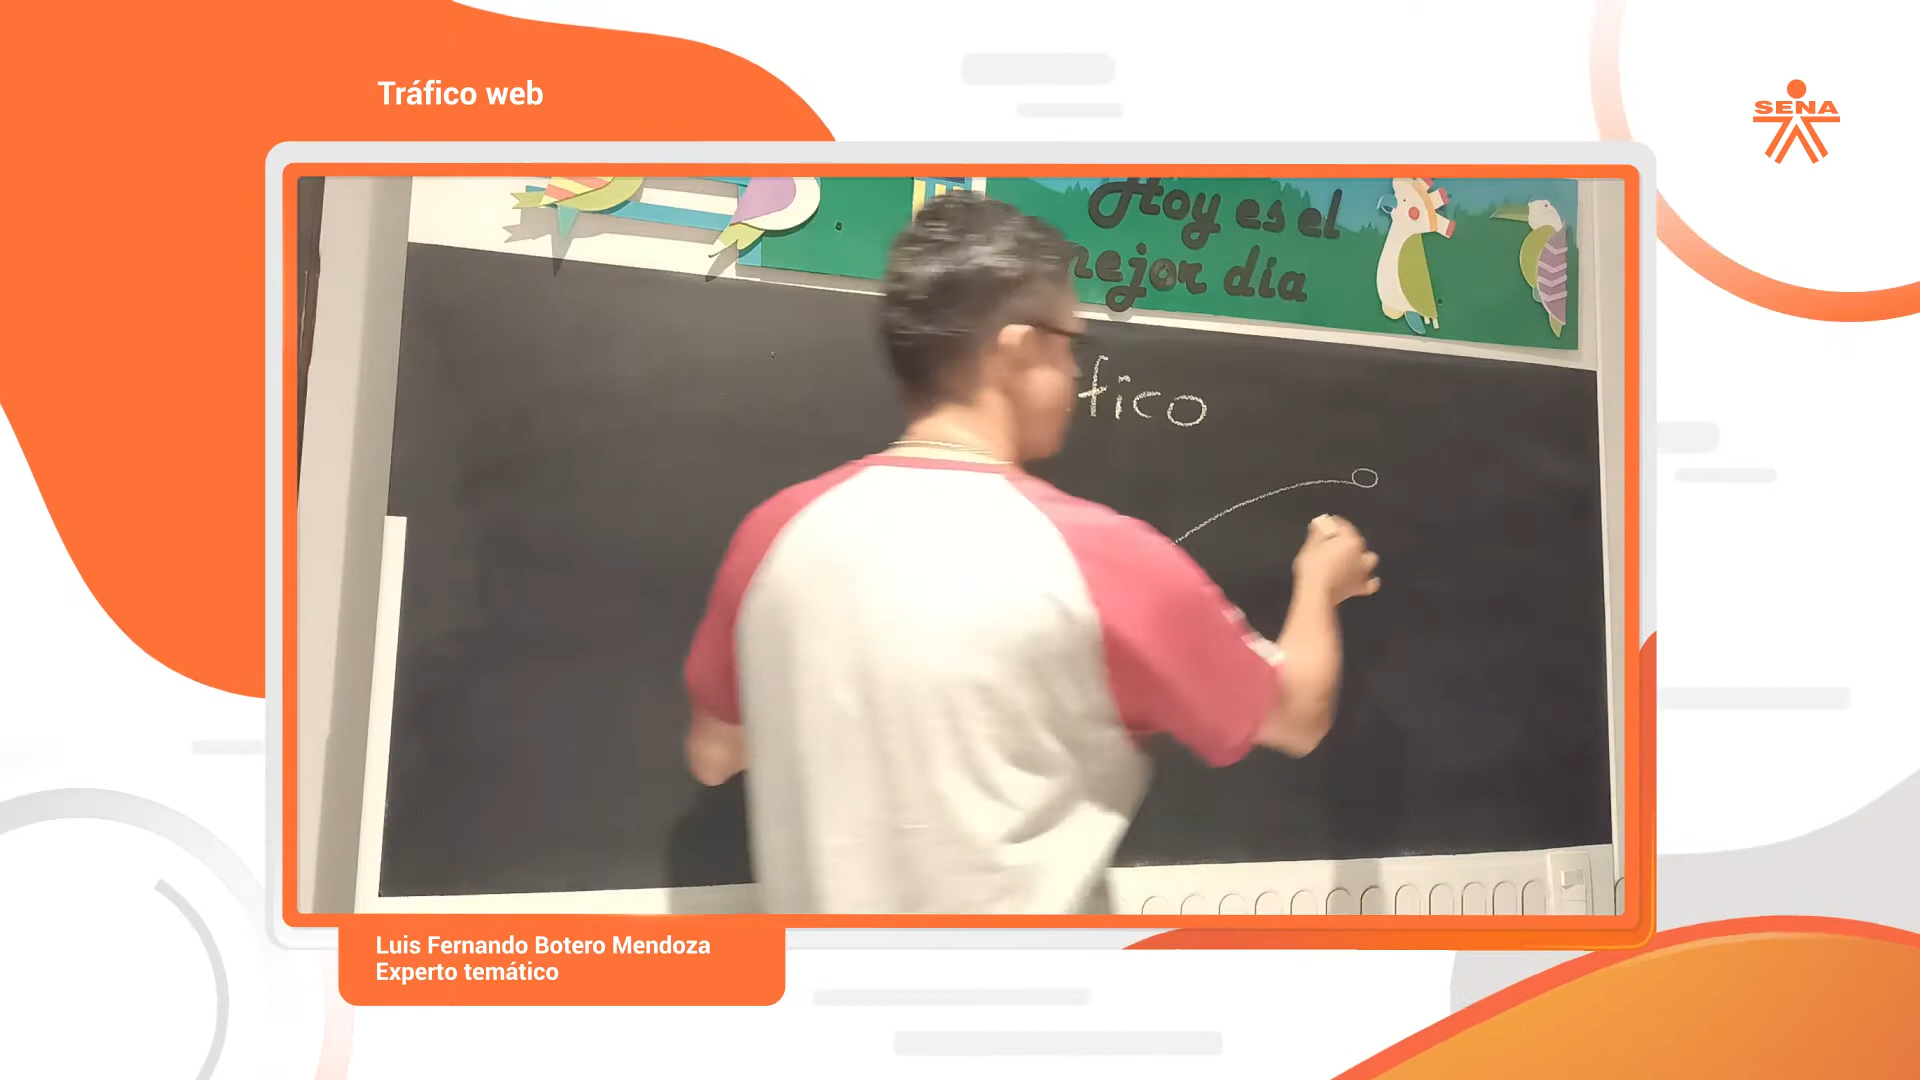 Tráfico web
SENA
Hoy es el
mejor día
fico
Luis Fernando Botero Mendoza
Experto temático